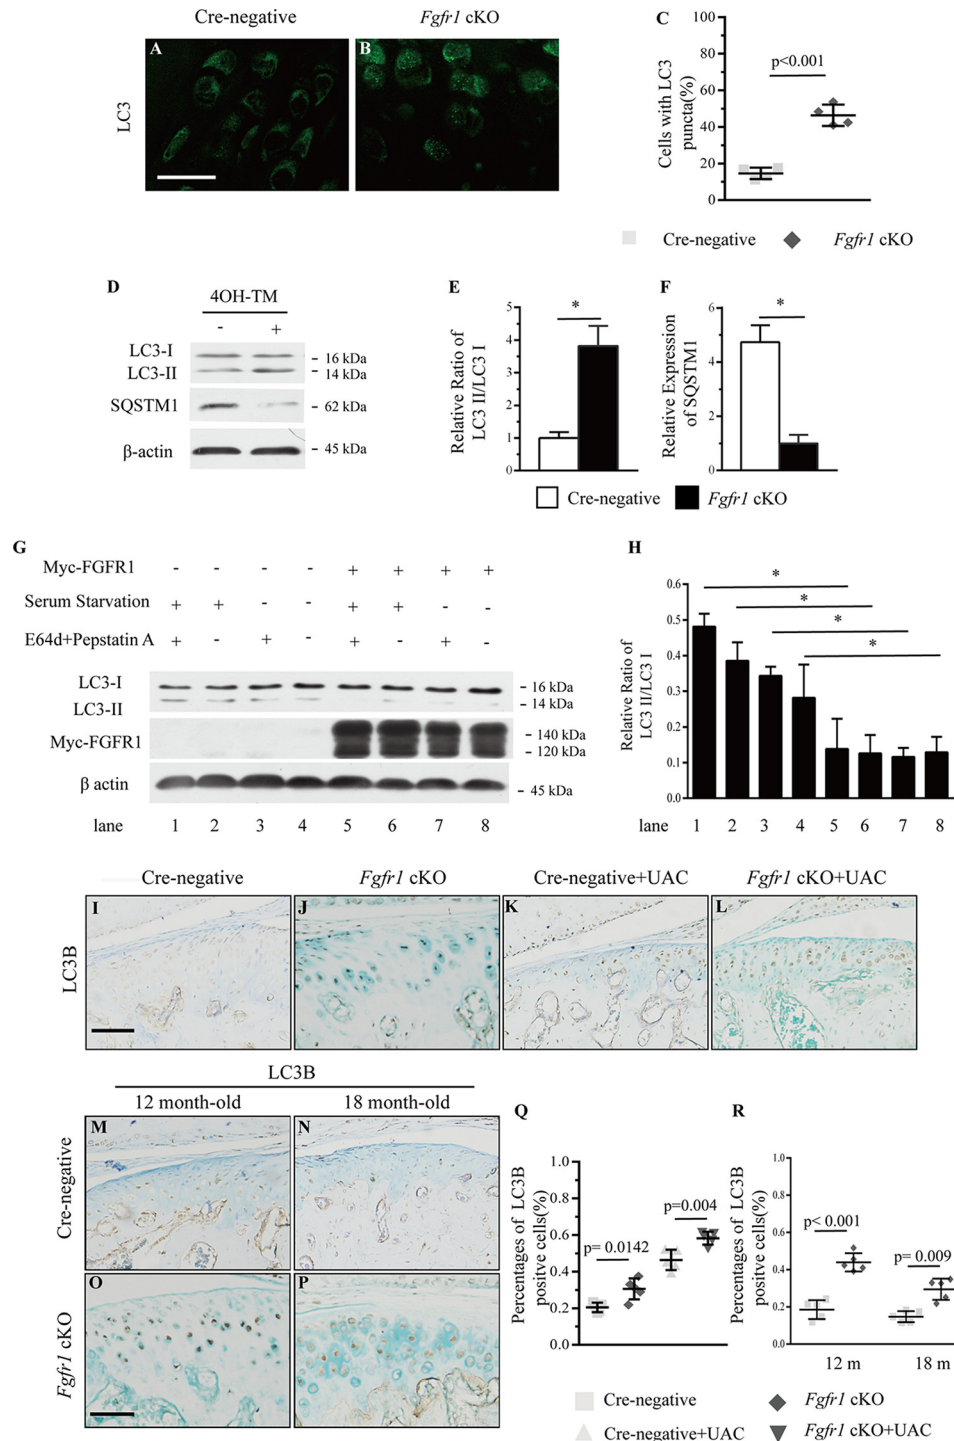 Cre-negative Fgfr1 cKO
A B
LC3
C
Cells with LC3
puncta(%)
100
80
60
40
20
0
p<0.001
Cre-negative Fgfr1 cKO
D
4OH-TM
- +
LC3-I
LC3-II
SQSTM1
β-actin
- 16 kDa
- 14 kDa
- 62 kDa
- 45 kDa
E
Relative Ratio of
LC3 II/LC3 I
5
4
3
2
1
0
*
F
Relative Expression
of SQSTM1
6
4
2
0
*
Cre-negative Fgfr1 cKO
G
Myc-FGFR1 - - - - + + + +
Serum Starvation + + - - + + - -
E64d+Pepstatin A + - + - + - + -
LC3-I
LC3-II
Myc-FGFR1
β actin
- 16 kDa
- 14 kDa
- 140 kDa
- 120 kDa
- 45 kDa
lane 1 2 3 4 5 6 7 8
H
Relative Ratio of
LC3 II/LC3 I
0.6
0.5
0.4
0.3
0.2
0.1
0.0
*
*
*
*
lane 1 2 3 4 5 6 7 8
Cre-negative Fgfr1 cKO Cre-negative+UAC Fgfr1 cKO+UAC
I J K L
LC3B
LC3B
12 month-old 18 month-old
M N
Cre-negative
O P
Fgfr1 cKO
Q
Percentages of LC3B
positve cells(%)
1.0
0.8
0.6
0.4
0.2
0.0
p= 0.0142
p=0.004
R
Percentages of LC3B
positve cells(%)
1.0
0.8
0.6
0.4
0.2
0.0
p< 0.001
p= 0.009
12 m 18 m
Cre-negative Fgfr1 cKO
Cre-negative+UAC Fgfr1 cKO+UAC